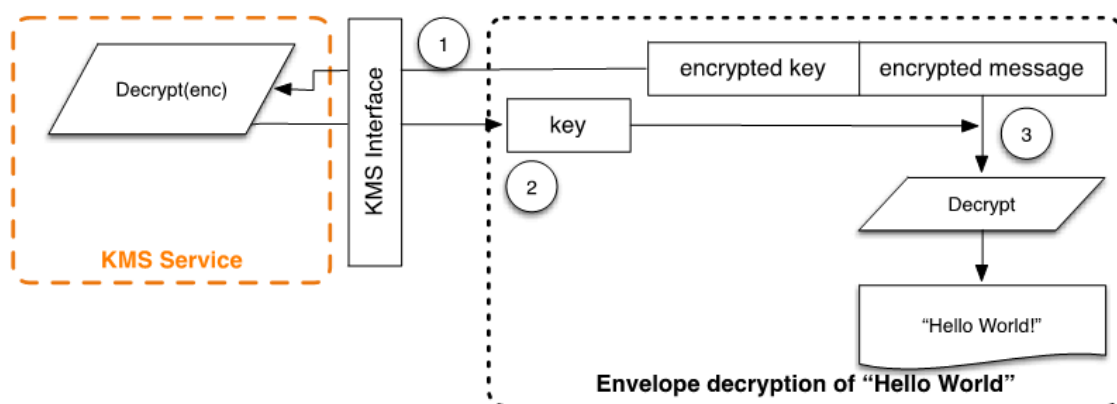 1
encrypted key
encrypted message
Decrypt(enc)
KMS Interface
key
3
2
Decrypt
KMS Service
“Hello World!”
Envelope decryption of “Hello World”